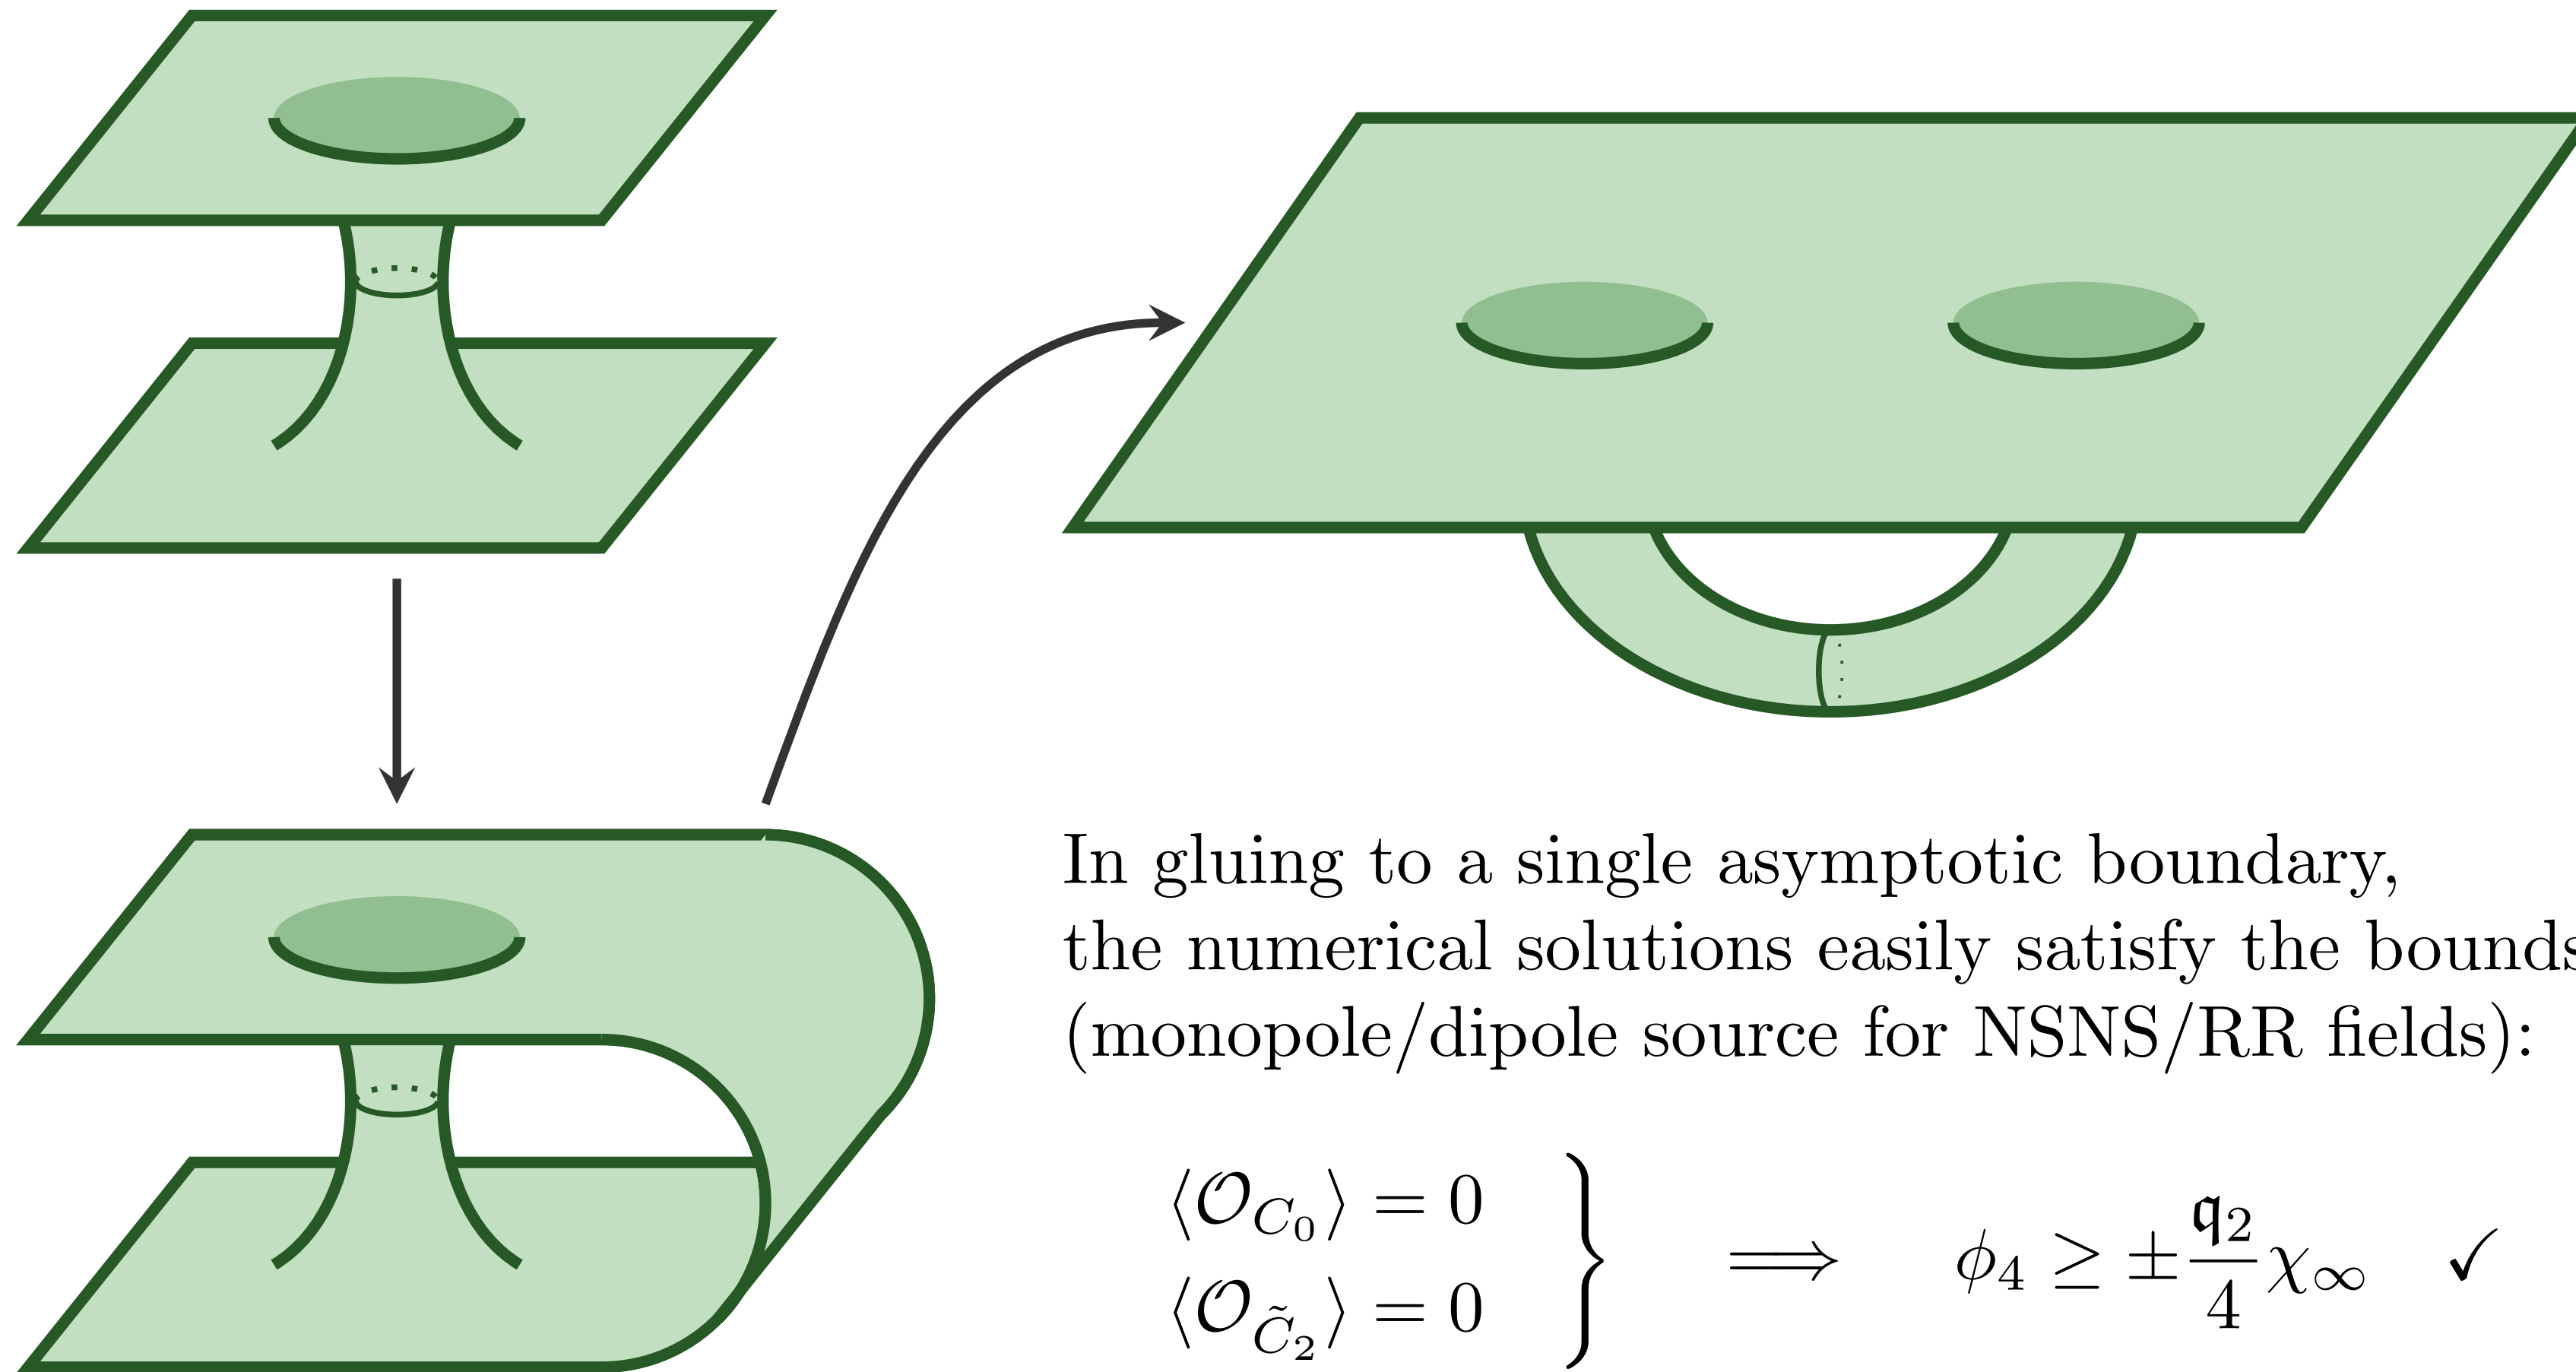 In gluing to a single asymptotic boundary,
the numerical solutions easily satisfy the bounds
(monopole/dipole source for NSNS/RR fields):
⟨𝒪_{C_0}⟩ = 0
⟨𝒪_{C̃_2}⟩ = 0
} ⟹ ϕ_4 ≥ ±\frac{𝔮_2}{4}χ_∞ ✓